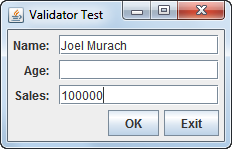 Validator Test
Name: Joel Murach
Age:
Sales: 100000
OK Exit